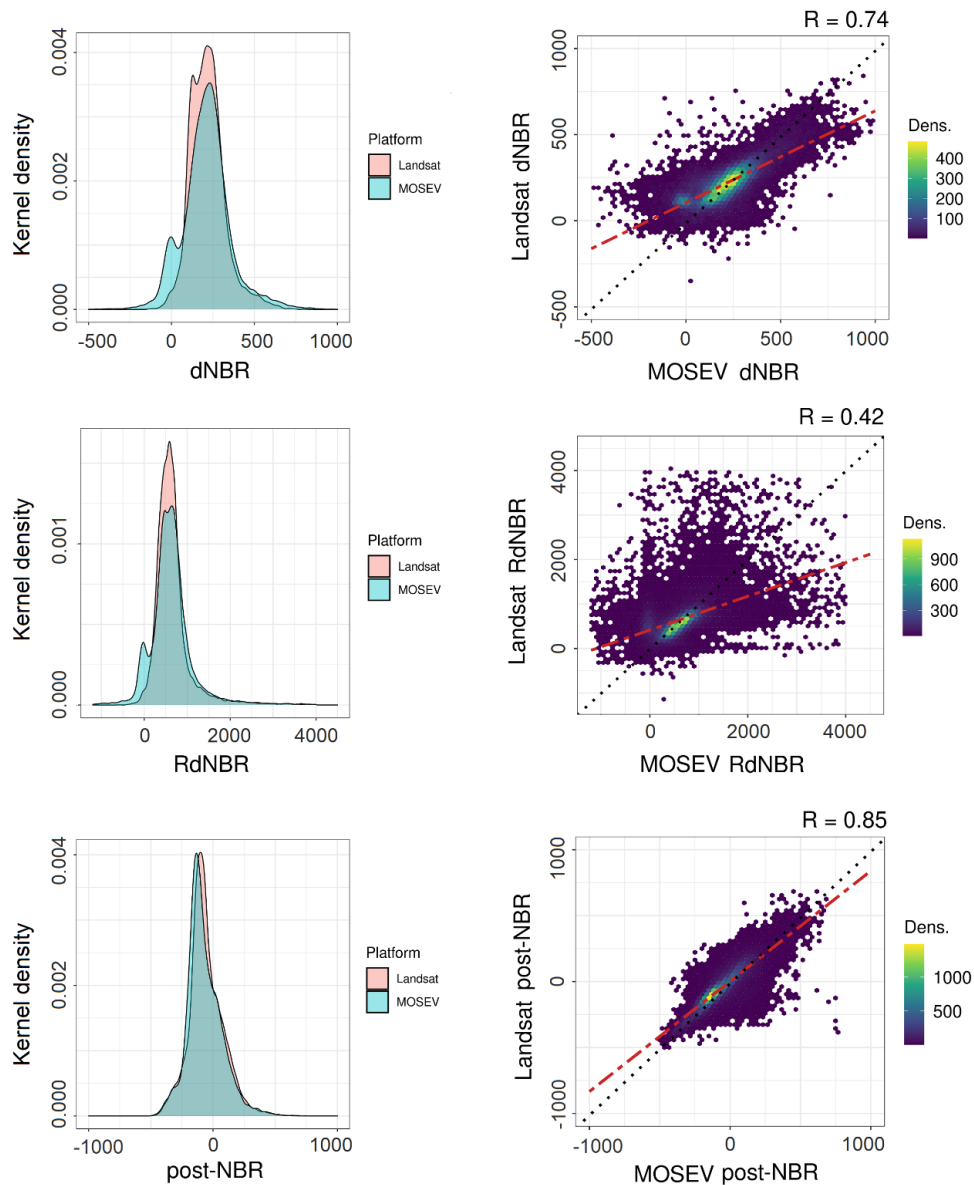 R = 0.74
Kernel density
0.000
0.002
0.004
-500
0
500
1000
dNBR
Platform
Landsat
MOSEV
Landsat dNBR
-500
0
500
1000
-500
0
500
1000
MOSEV dNBR
Dens.
400
300
200
100
R = 0.42
Kernel density
0.000
0.001
0
2000
4000
RdNBR
Platform
Landsat
MOSEV
Landsat RdNBR
0
2000
4000
0
2000
4000
MOSEV RdNBR
Dens.
900
600
300
R = 0.85
Kernel density
0.000
0.002
0.004
-1000
0
1000
post-NBR
Platform
Landsat
MOSEV
Landsat post-NBR
-1000
0
1000
-1000
0
1000
MOSEV post-NBR
Dens.
1000
500